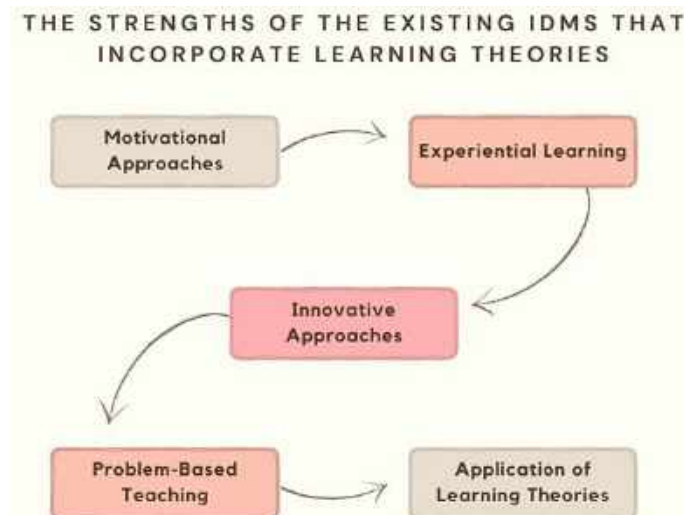 THE STRENGTHS OF THE EXISTING IDMS THAT
INCORPORATE LEARNING THEORIES
Motivational
Approaches
Experiential Learning
Innovative
Approaches
Problem-Based
Teaching
Application of
Learning Theories